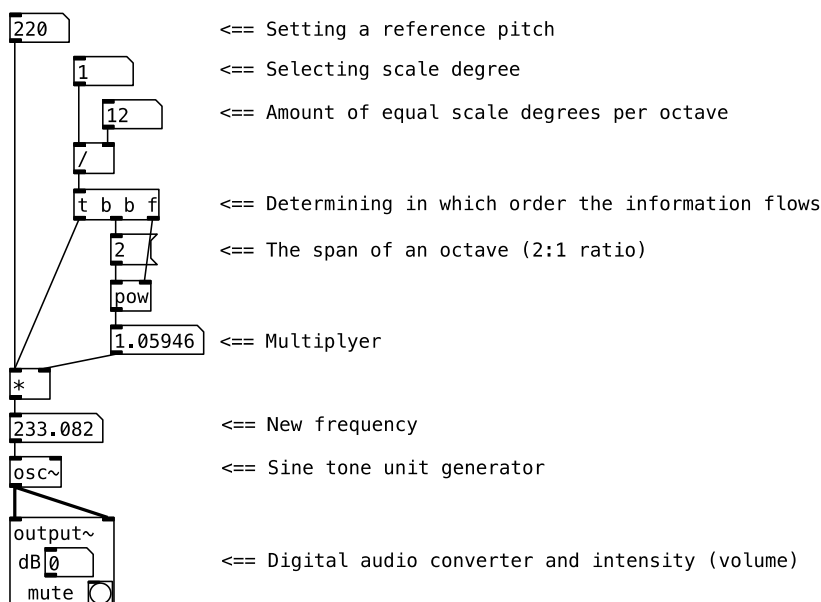 220 <== Setting a reference pitch
1 <== Selecting scale degree
12 <== Amount of equal scale degrees per octave
/
t b b f <== Determining in which order the information flows
2 <== The span of an octave (2:1 ratio)
pow
1.05946 <== Multiplyer
*
233.082 <== New frequency
osc~ <== Sine tone unit generator
output~
dB 0 <== Digital audio converter and intensity (volume)
mute